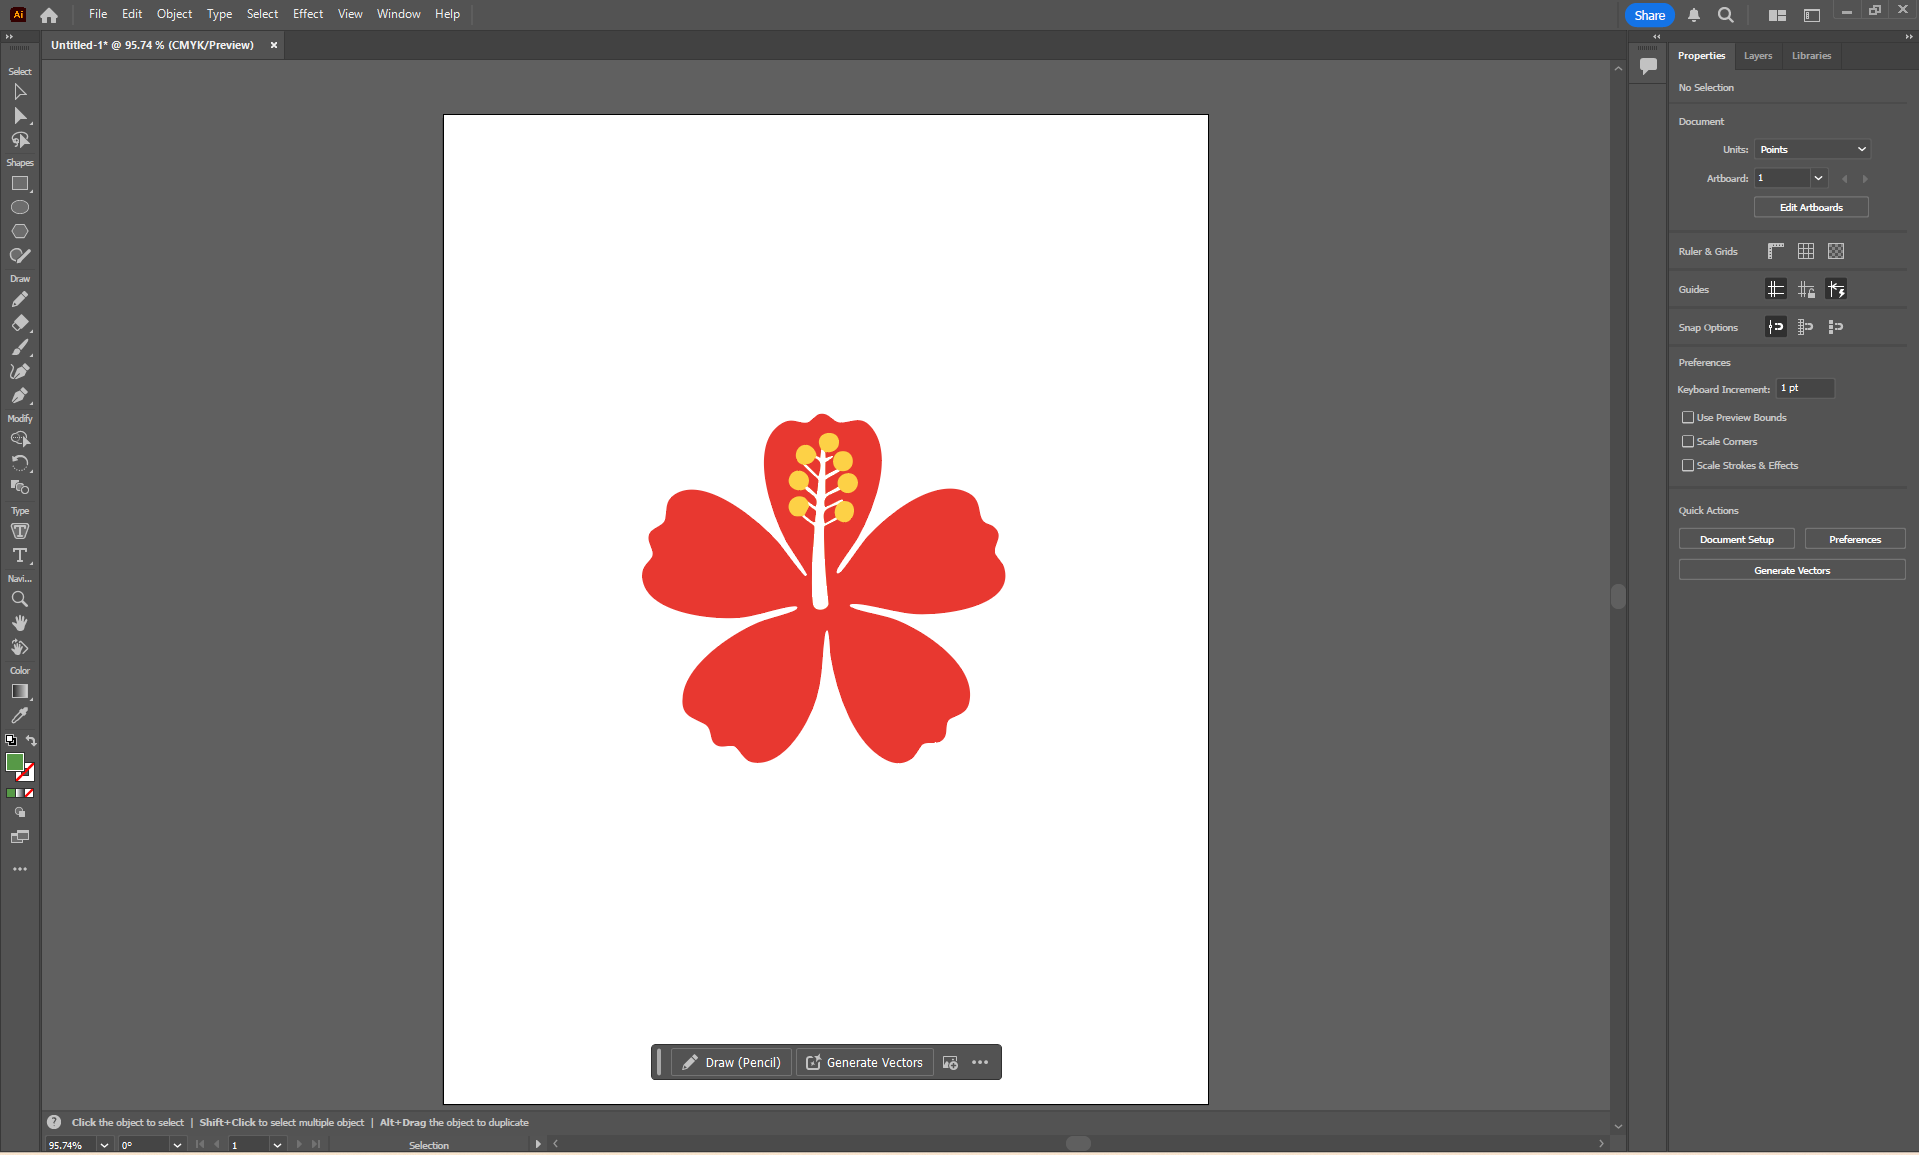 Ai File Edit Object Type Select Effect View Window Help Share
Untitled-1* @ 95.74 % (CMYK/Preview)
Select
Shapes
Draw
Modify
Type
Navi...
Color
Properties Layers Libraries
No Selection
Document
Units: Points
Artboard: 1
Edit Artboards
Ruler & Grids
Guides
Snap Options
Preferences
Keyboard Increment: 1 pt
Use Preview Bounds
Scale Corners
Scale Strokes & Effects
Quick Actions
Document Setup Preferences
Generate Vectors
Draw (Pencil) Generate Vectors
? Click the object to select | Shift+Click to select multiple object | Alt+Drag the object to duplicate
95.74% 0° 1 Selection